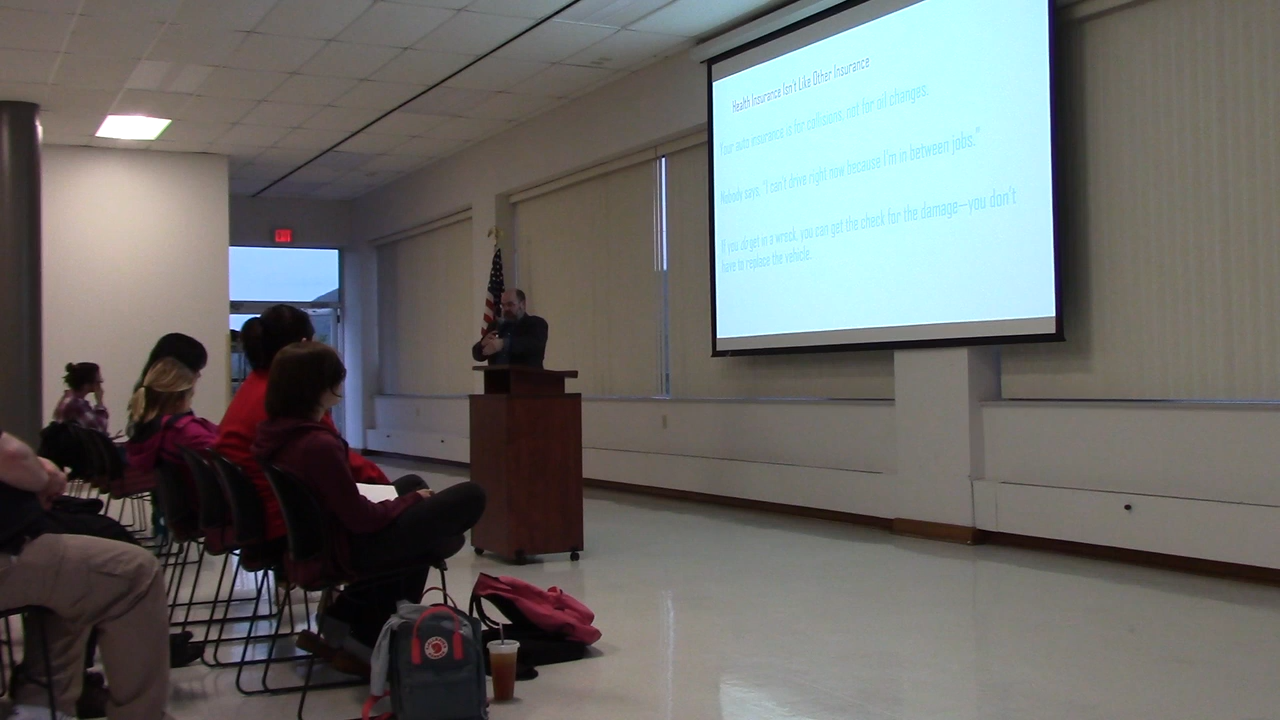 Health Insurance Isn't Like Other Insurance
Your auto insurance is for collisions, not for oil changes.
Nobody says, "I can't drive right now because I'm in between jobs."
If you do get in a wreck, you can get the check for the damage—you don't
have to replace the vehicle.
EXIT